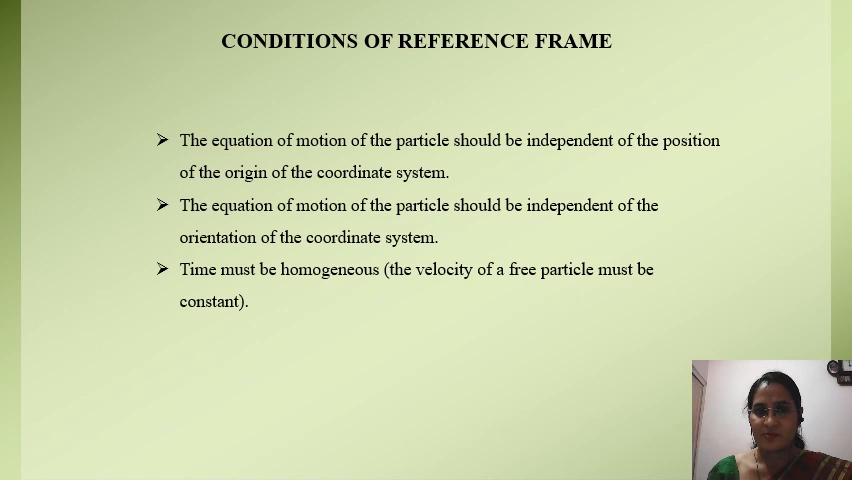 CONDITIONS OF REFERENCE FRAME
➢ The equation of motion of the particle should be independent of the position
of the origin of the coordinate system.
➢ The equation of motion of the particle should be independent of the
orientation of the coordinate system.
➢ Time must be homogeneous (the velocity of a free particle must be
constant).